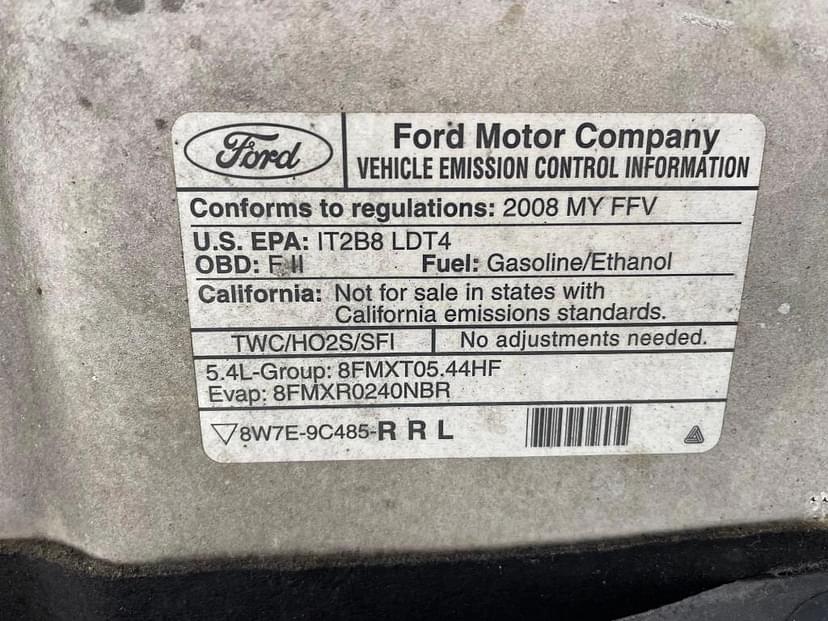 Ford
Ford Motor Company
VEHICLE EMISSION CONTROL INFORMATION
Conforms to regulations: 2008 MY FFV
U.S. EPA: IT2B8 LDT4
OBD: F II Fuel: Gasoline/Ethanol
California: Not for sale in states with
California emissions standards.
TWC/HO2S/SFI No adjustments needed.
5.4L-Group: 8FMXT05.44HF
Evap: 8FMXR0240NBR
8W7E-9C485-R R L